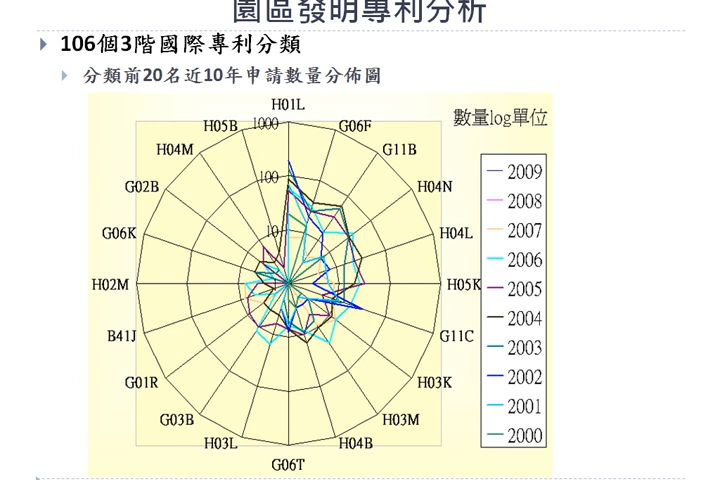 園區發明專利分析
106個3階國際專利分類
分類前20名近10年申請數量分佈圖
數量log單位
H01L
G06F
G11B
H04N
H04L
H05K
G11C
H03K
H03M
H04B
G06T
H03L
G03B
G01R
B41J
H02M
G06K
G02B
H04M
H05B
1000
100
10
2009
2008
2007
2006
2005
2004
2003
2002
2001
2000